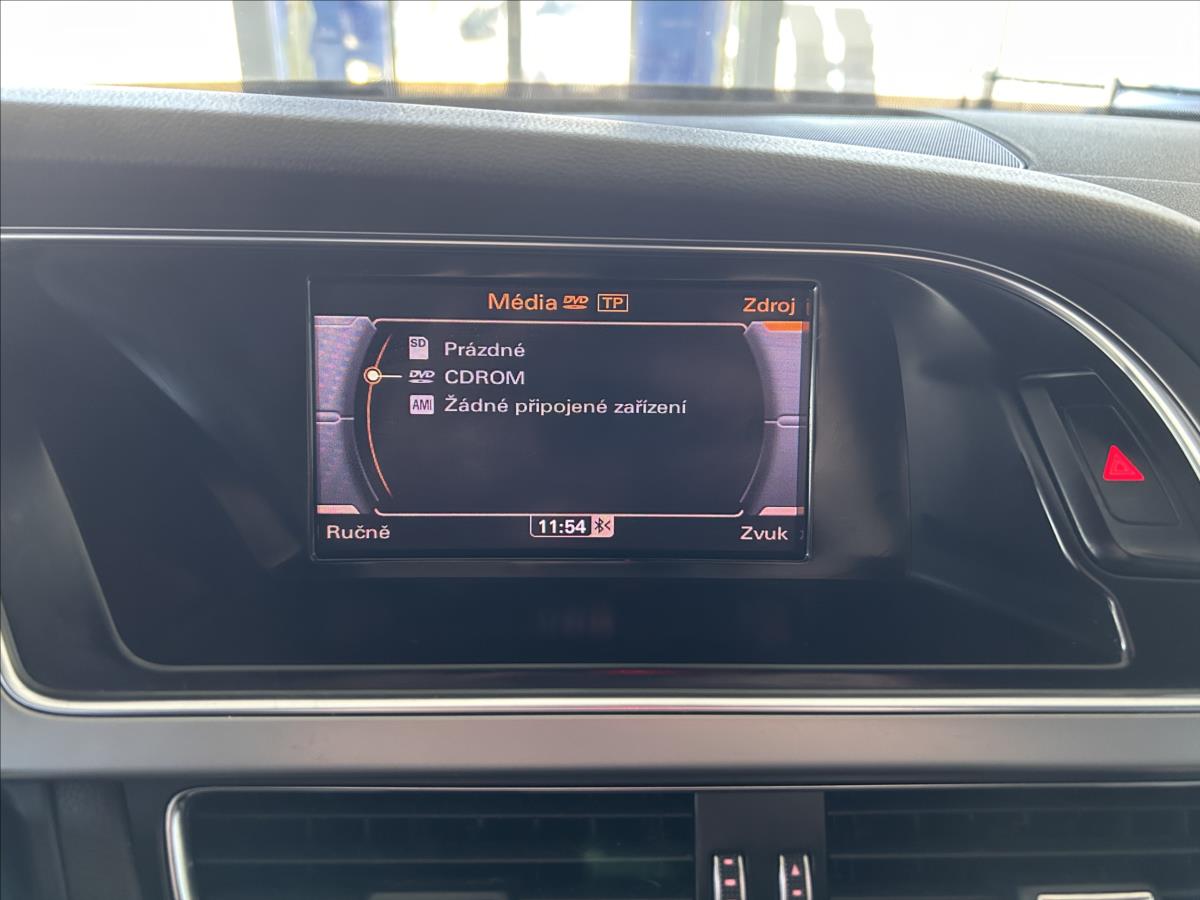 Média DVD TP Zdroj
SD Prázdné
DVD CDROM
AMI Žádné připojené zařízení
Ručně 11:54 Zvuk